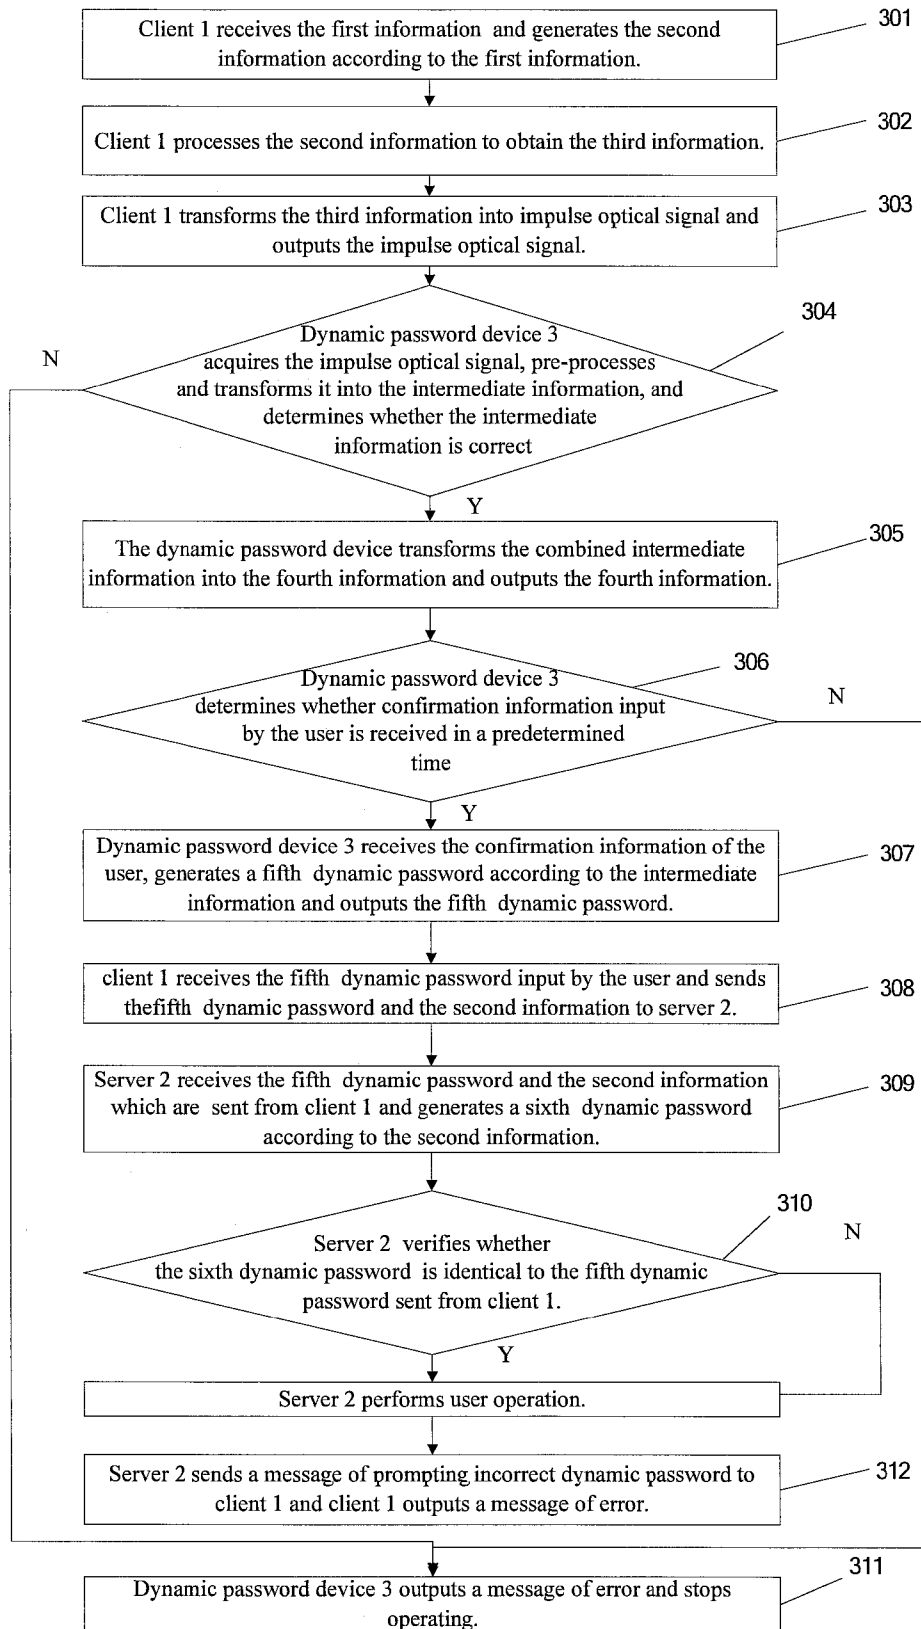 Client 1 receives the first information and generates the second
information according to the first information.
301
Client 1 processes the second information to obtain the third information.
302
Client 1 transforms the third information into impulse optical signal and
outputs the impulse optical signal.
303
Dynamic password device 3
acquires the impulse optical signal, pre-processes
and transforms it into the intermediate information, and
determines whether the intermediate
information is correct
304
N
Y
The dynamic password device transforms the combined intermediate
information into the fourth information and outputs the fourth information.
305
Dynamic password device 3
determines whether confirmation information input
by the user is received in a predetermined
time
306
N
Y
Dynamic password device 3 receives the confirmation information of the
user, generates a fifth dynamic password according to the intermediate
information and outputs the fifth dynamic password.
307
client 1 receives the fifth dynamic password input by the user and sends
thefifth dynamic password and the second information to server 2.
308
Server 2 receives the fifth dynamic password and the second information
which are sent from client 1 and generates a sixth dynamic password
according to the second information.
309
Server 2 verifies whether
the sixth dynamic password is identical to the fifth dynamic
password sent from client 1.
310
N
Y
Server 2 performs user operation.
Server 2 sends a message of prompting incorrect dynamic password to
client 1 and client 1 outputs a message of error.
312
Dynamic password device 3 outputs a message of error and stops
operating.
311